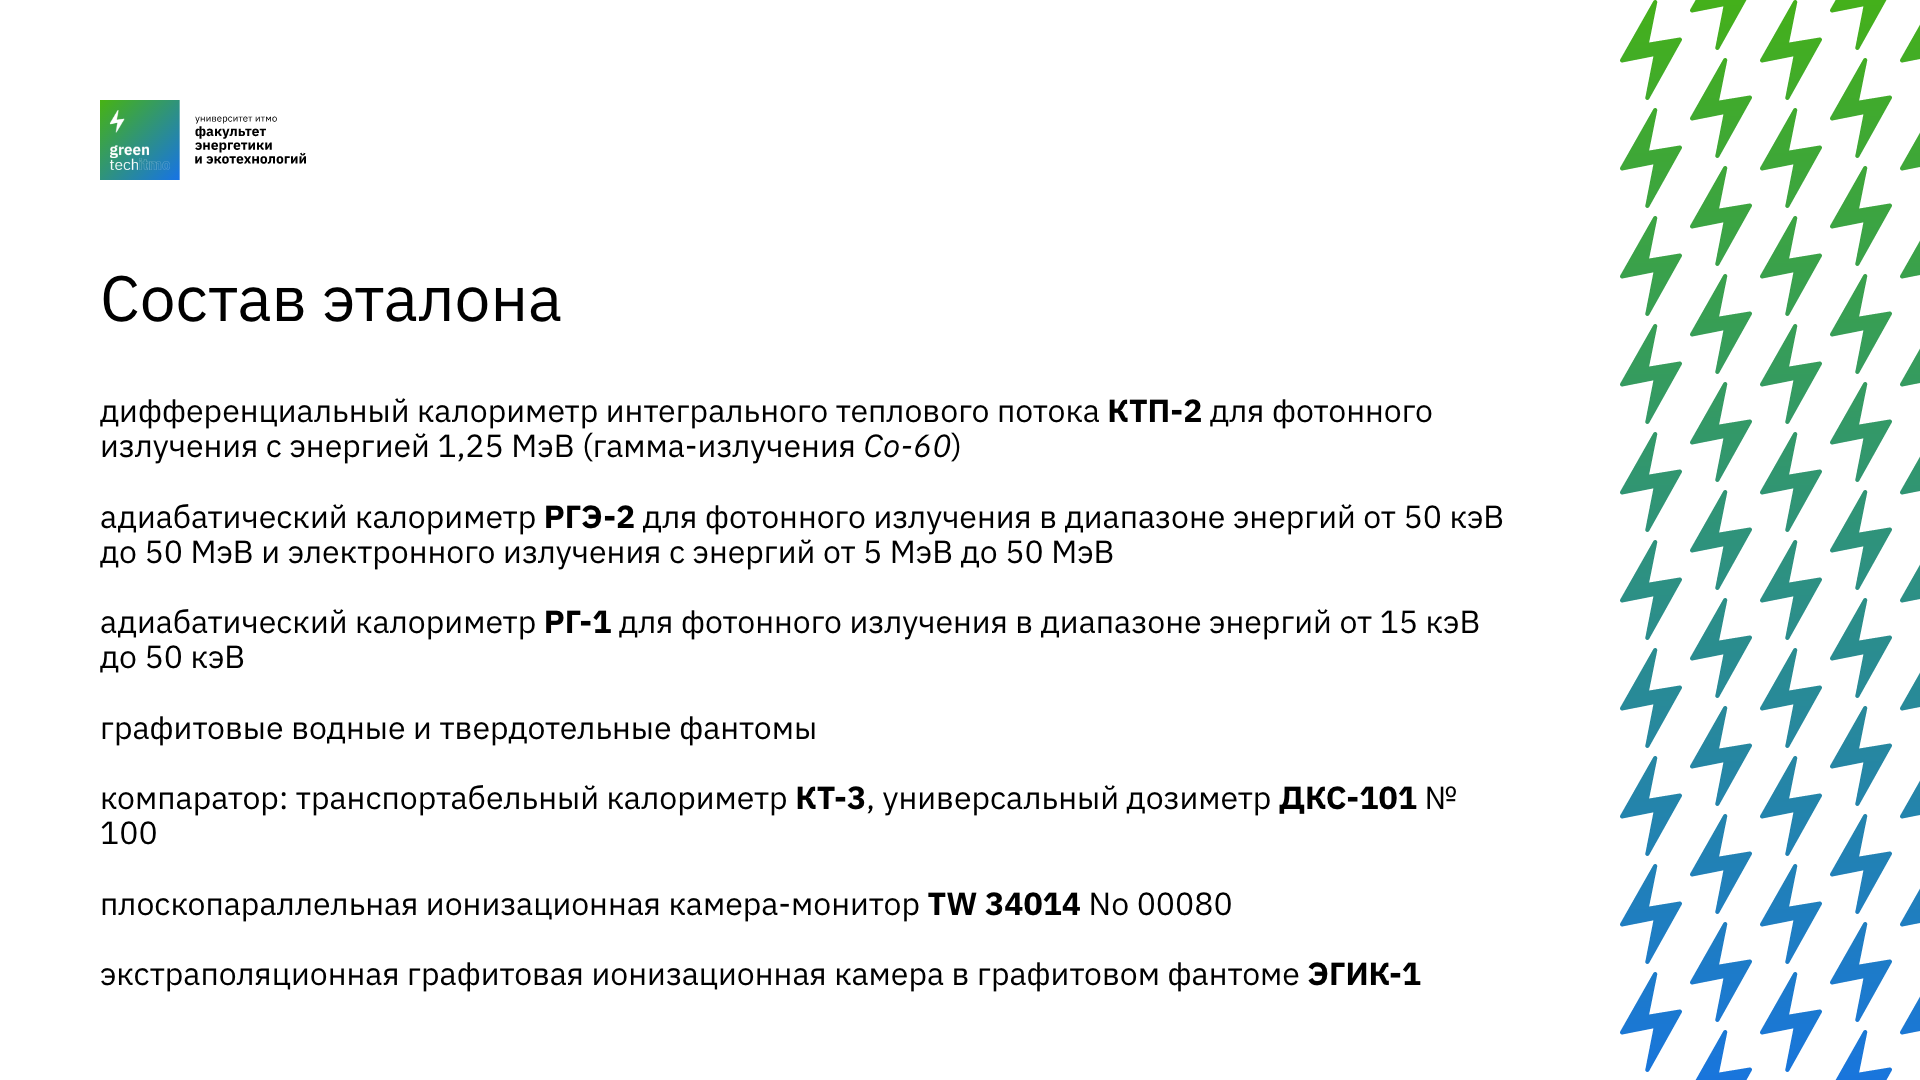 green
techitmo
университет итмо
факультет
энергетики
и экотехнологий
Состав эталона
дифференциальный калориметр интегрального теплового потока КТП-2 для фотонного
излучения с энергией 1,25 МэВ (гамма-излучения Co-60)
адиабатический калориметр РГЭ-2 для фотонного излучения в диапазоне энергий от 50 кэВ
до 50 МэВ и электронного излучения с энергий от 5 МэВ до 50 МэВ
адиабатический калориметр РГ-1 для фотонного излучения в диапазоне энергий от 15 кэВ
до 50 кэВ
графитовые водные и твердотельные фантомы
компаратор: транспортабельный калориметр КТ-3, универсальный дозиметр ДКС-101 №
100
плоскопараллельная ионизационная камера-монитор TW 34014 No 00080
экстраполяционная графитовая ионизационная камера в графитовом фантоме ЭГИК-1